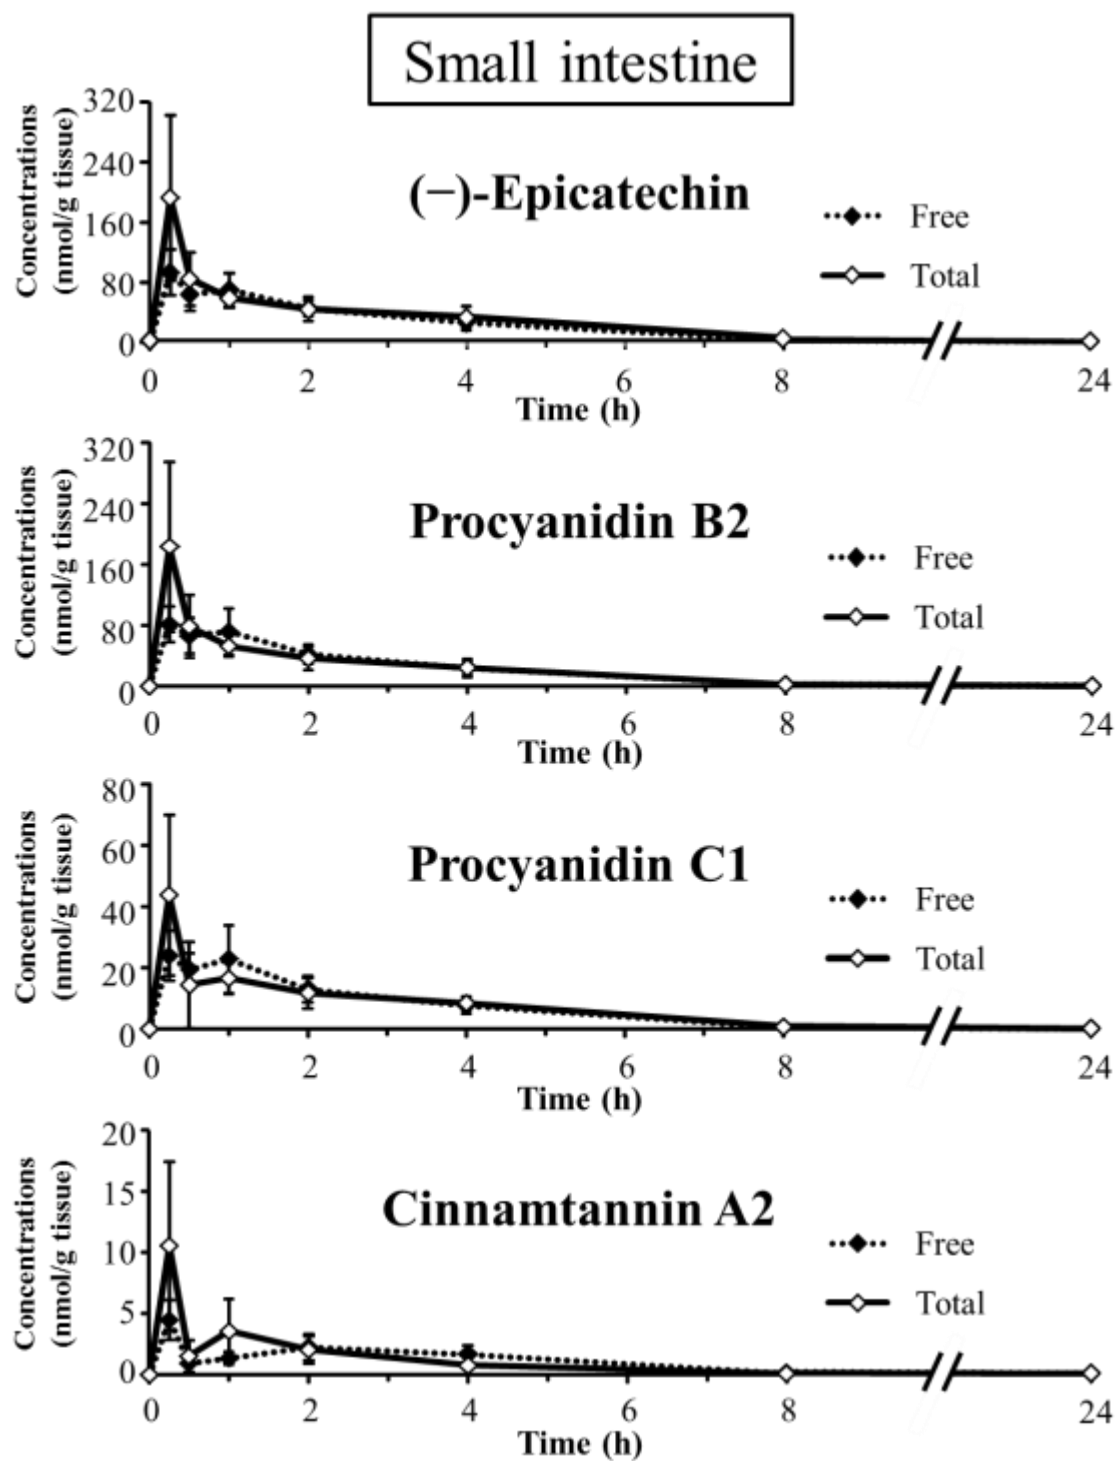 Small intestine
Concentrations
(nmol/g tissue)
320
240
160
80
0
(−)-Epicatechin
Free
Total
0 2 4 6 8 24
Time (h)
Concentrations
(nmol/g tissue)
320
240
160
80
0
Procyanidin B2
Free
Total
0 2 4 6 8 24
Time (h)
Concentrations
(nmol/g tissue)
80
60
40
20
0
Procyanidin C1
Free
Total
0 2 4 6 8 24
Time (h)
Concentrations
(nmol/g tissue)
20
15
10
5
0
Cinnamtannin A2
Free
Total
0 2 4 6 8 24
Time (h)